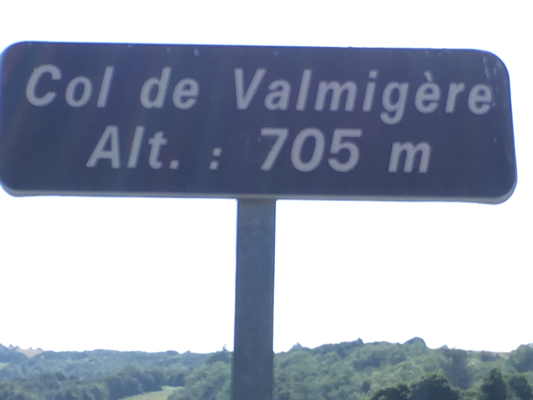 Col de Valmigère
Alt. : 705 m